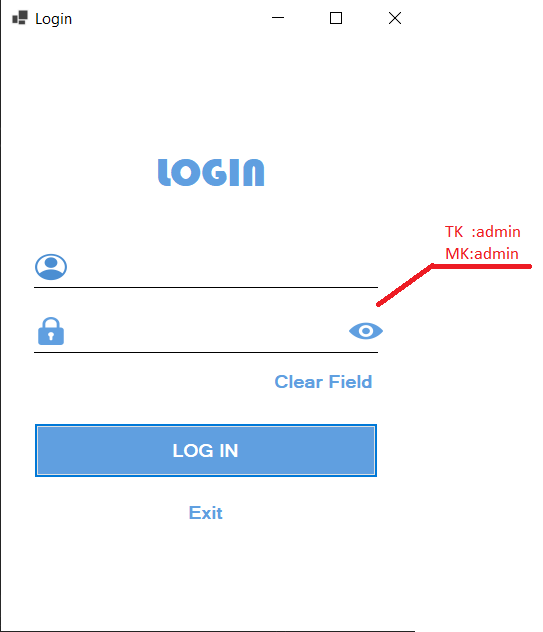 Login
LOGIN
TK :admin
MK:admin
Clear Field
LOG IN
Exit